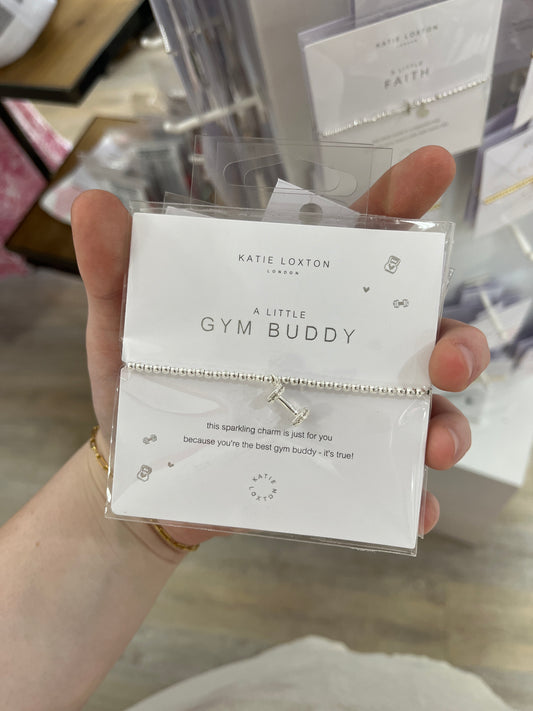 KATIE LOXTON
LONDON
A LITTLE
FAITH
KATIE LOXTON
LONDON
A LITTLE
GYM BUDDY
this sparkling charm is just for you
because you're the best gym buddy - it's true!
KATIE LOXTON